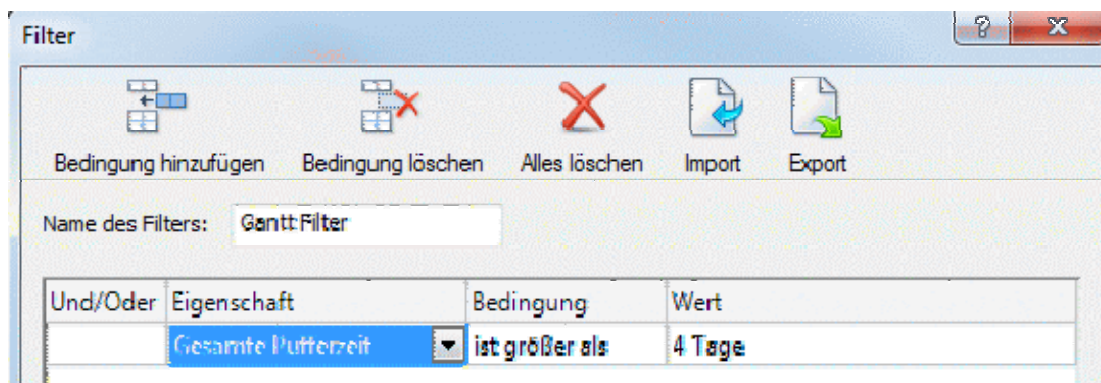 Filter
Bedingung hinzufügen Bedingung löschen Alles löschen Import Export
Name des Filters: Gantt Filter
Und/Oder Eigenschaft Bedingung Wert
Gesamte Pufferzeit ist größer als 4 Tage